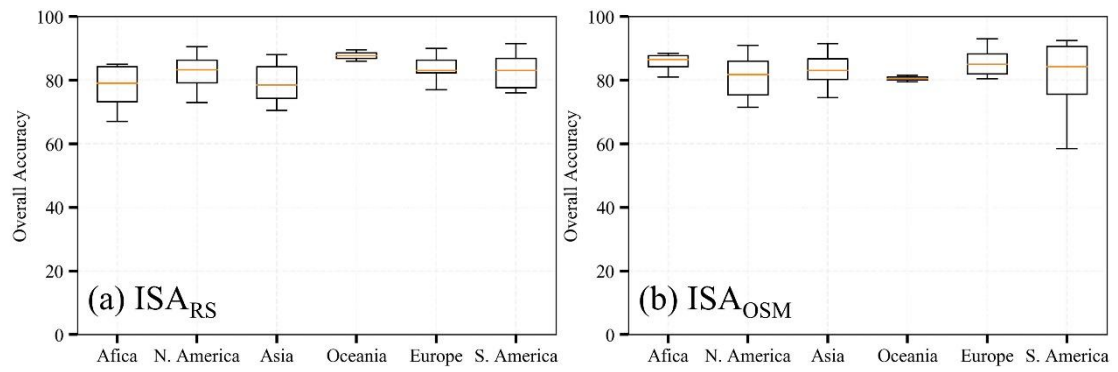 100
80
60
40
20
0
Overall Accuracy
(a) ISA_RS
Afica
N. America
Asia
Oceania
Europe
S. America
100
80
60
40
20
0
Overall Accuracy
(b) ISA_OSM
Afica
N. America
Asia
Oceania
Europe
S. America